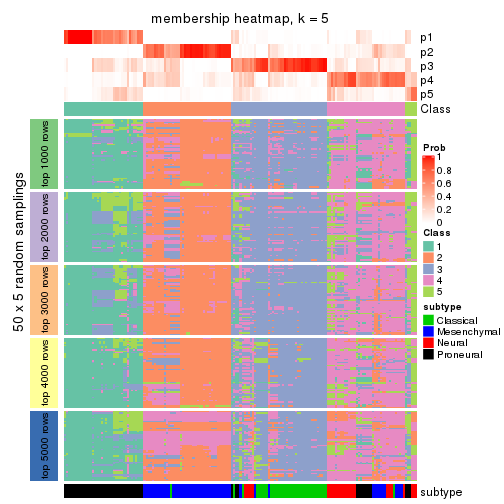 membership heatmap, k = 5
p1
p2
p3
p4
p5
Class
50 x 5 random samplings
top 1000 rows
top 2000 rows
top 3000 rows
top 4000 rows
top 5000 rows
Prob
1
0.8
0.6
0.4
0.2
0
Class
1
2
3
4
5
subtype
Classical
Mesenchymal
Neural
Proneural
subtype